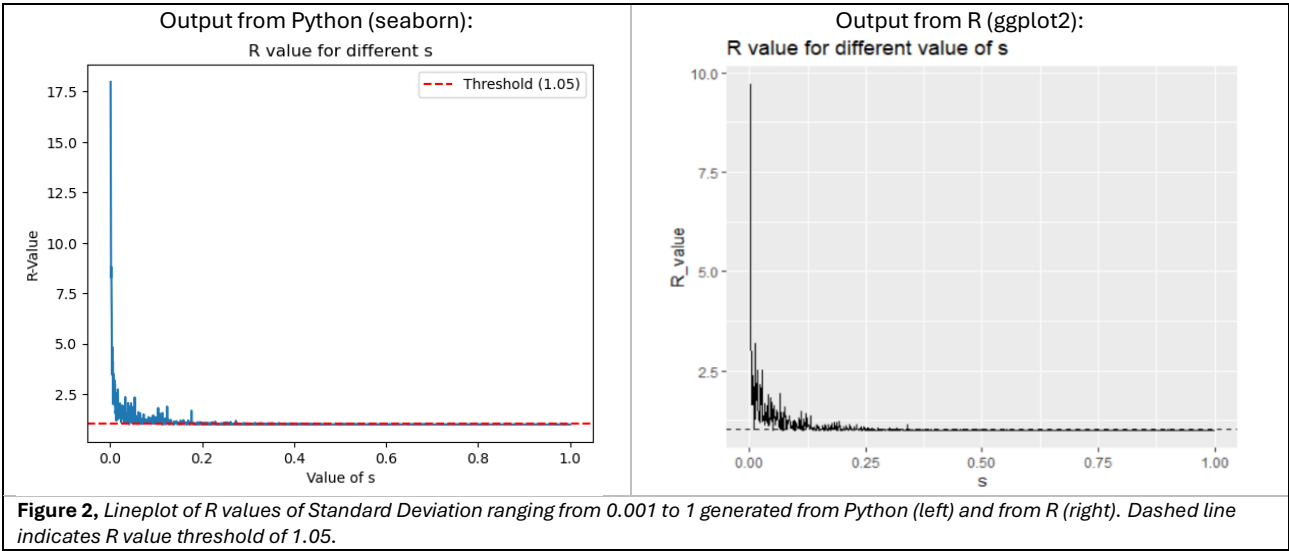 Output from Python (seaborn):
R value for different s
Threshold (1.05)
17.5
15.0
12.5
10.0
7.5
5.0
2.5
R-Value
0.0 0.2 0.4 0.6 0.8 1.0
Value of s
Output from R (ggplot2):
R value for different value of s
10.0
7.5
5.0
2.5
R_value
0.00 0.25 0.50 0.75 1.00
s
Figure 2, Lineplot of R values of Standard Deviation ranging from 0.001 to 1 generated from Python (left) and from R (right). Dashed line
indicates R value threshold of 1.05.